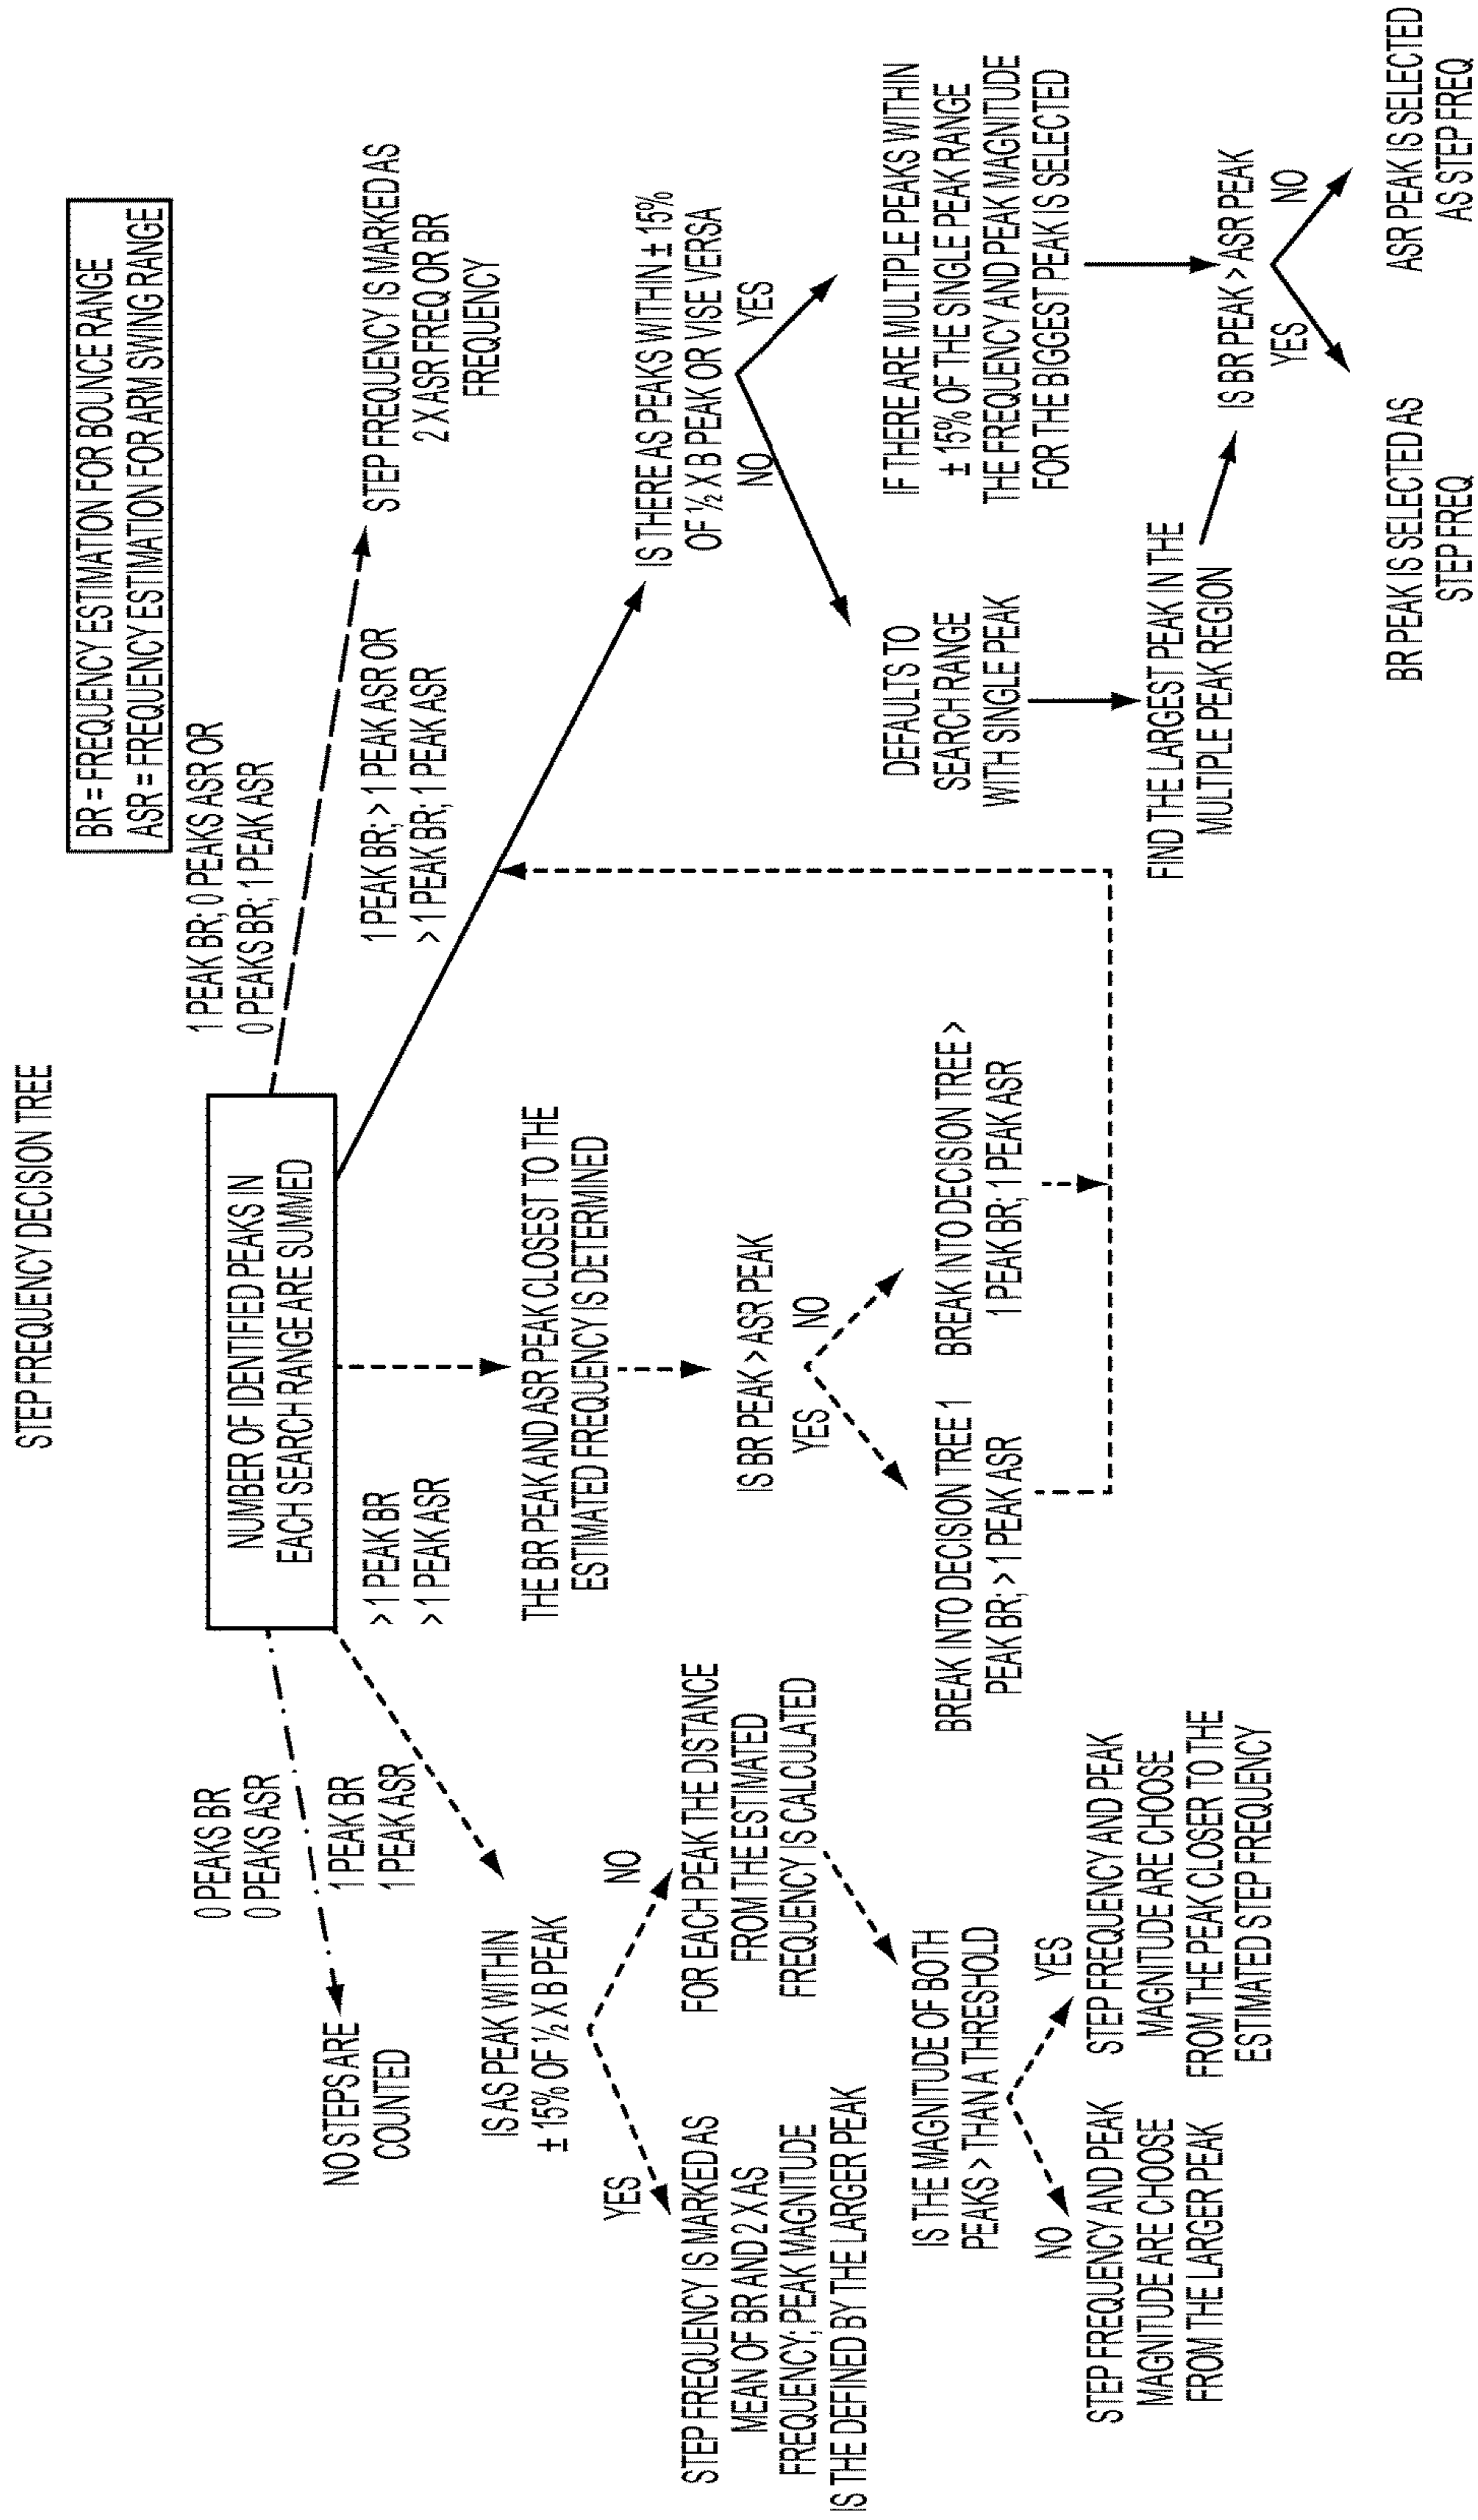 STEP FREQUENCY DECISION TREE
BR = FREQUENCY ESTIMATION FOR BOUNCE RANGE
ASR = FREQUENCY ESTIMATION FOR ARM SWING RANGE
NUMBER OF IDENTIFIED PEAKS IN
EACH SEARCH RANGE ARE SUMMED
0 PEAKS BR
0 PEAKS ASR
NO STEPS ARE
COUNTED
1 PEAK BR
1 PEAK ASR
IS AS PEAK WITHIN
± 15% OF ½ X B PEAK
YES
NO
STEP FREQUENCY IS MARKED AS
MEAN OF BR AND 2 X AS
FREQUENCY; PEAK MAGNITUDE
IS THE DEFINED BY THE LARGER PEAK
FOR EACH PEAK THE DISTANCE
FROM THE ESTIMATED
FREQUENCY IS CALCULATED
IS THE MAGNITUDE OF BOTH
PEAKS > THAN A THRESHOLD
NO
YES
STEP FREQUENCY AND PEAK
MAGNITUDE ARE CHOOSE
FROM THE LARGER PEAK
STEP FREQUENCY AND PEAK
MAGNITUDE ARE CHOOSE
FROM THE PEAK CLOSER TO THE
ESTIMATED STEP FREQUENCY
> 1 PEAK BR
> 1 PEAK ASR
THE BR PEAK AND ASR PEAK CLOSEST TO THE
ESTIMATED FREQUENCY IS DETERMINED
IS BR PEAK > ASR PEAK
YES
NO
BREAK INTO DECISION TREE 1
PEAK BR; > 1 PEAK ASR
BREAK INTO DECISION TREE >
1 PEAK BR; 1 PEAK ASR
1 PEAK BR; 0 PEAKS ASR OR
0 PEAKS BR; 1 PEAK ASR
STEP FREQUENCY IS MARKED AS
2 X ASR FREQ OR BR
FREQUENCY
1 PEAK BR; > 1 PEAK ASR OR
> 1 PEAK BR; 1 PEAK ASR
IS THERE AS PEAKS WITHIN ± 15%
OF ½ X B PEAK OR VISE VERSA
NO
YES
DEFAULTS TO
SEARCH RANGE
WITH SINGLE PEAK
IF THERE ARE MULTIPLE PEAKS WITHIN
± 15% OF THE SINGLE PEAK RANGE
THE FREQUENCY AND PEAK MAGNITUDE
FOR THE BIGGEST PEAK IS SELECTED
FIND THE LARGEST PEAK IN THE
MULTIPLE PEAK REGION
IS BR PEAK > ASR PEAK
YES
NO
BR PEAK IS SELECTED AS
STEP FREQ
ASR PEAK IS SELECTED
AS STEP FREQ